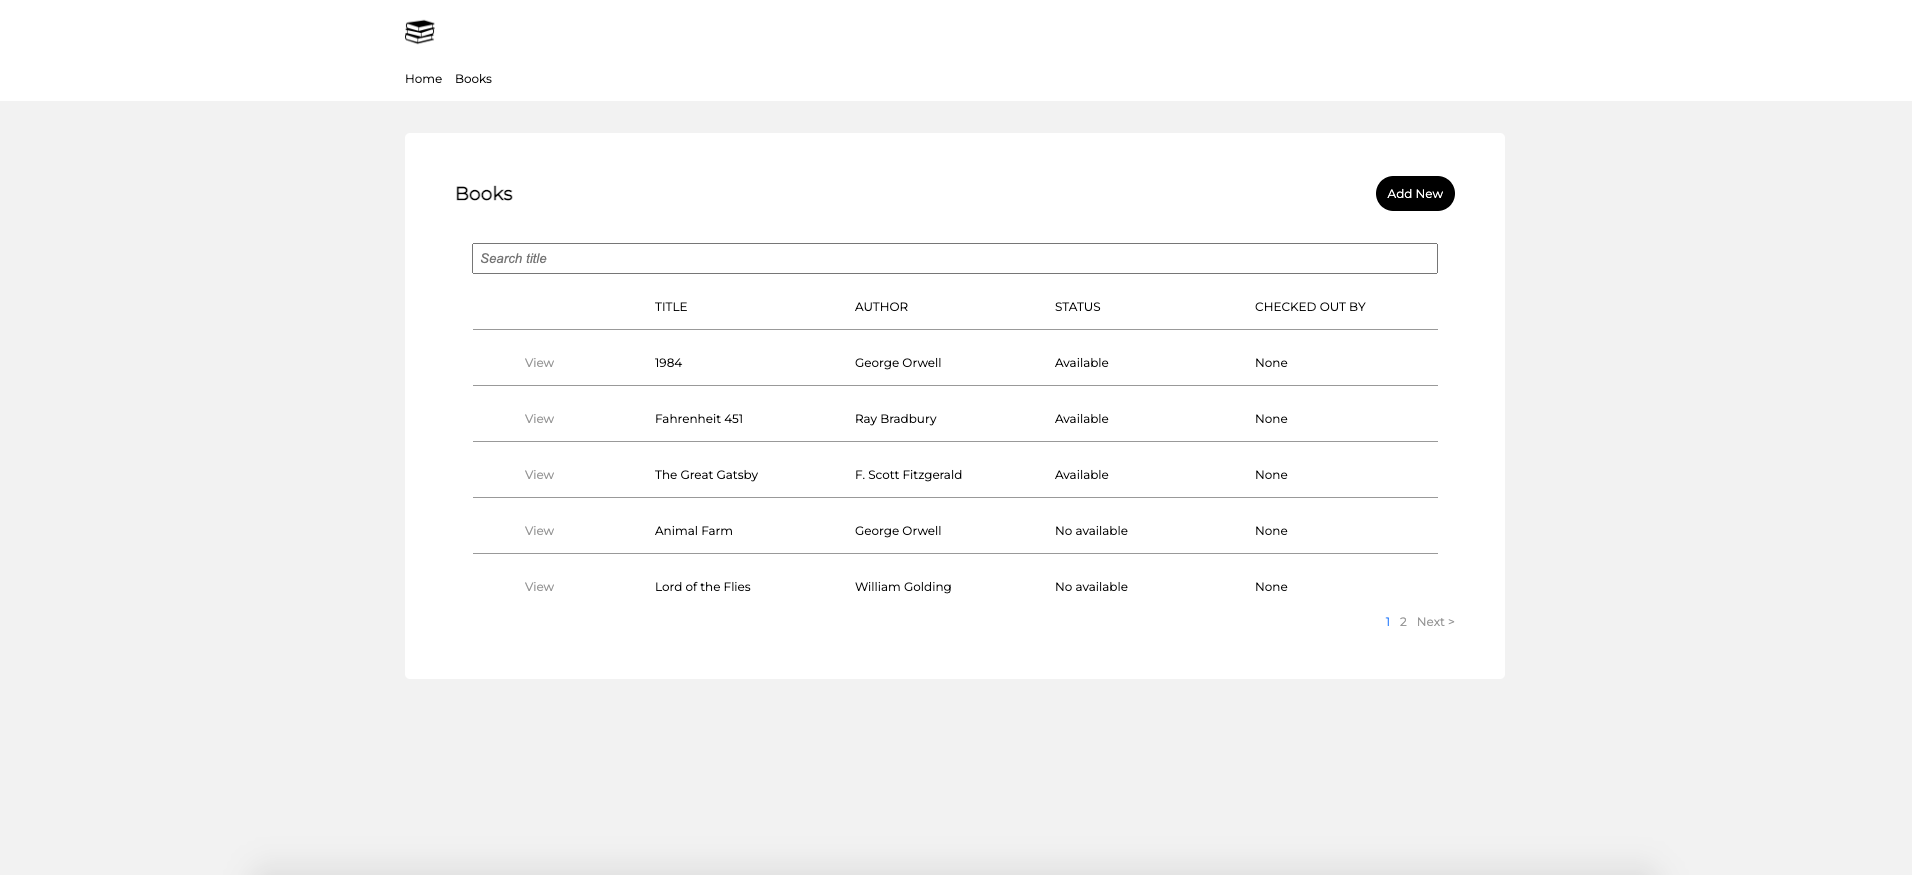 Home Books
Books
Add New
Search title
TITLE AUTHOR STATUS CHECKED OUT BY
View 1984 George Orwell Available None
View Fahrenheit 451 Ray Bradbury Available None
View The Great Gatsby F. Scott Fitzgerald Available None
View Animal Farm George Orwell No available None
View Lord of the Flies William Golding No available None
1 2 Next >